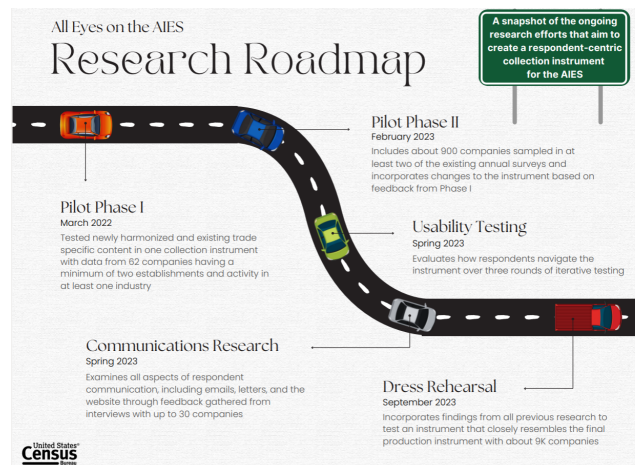 All Eyes on the AIES
Research Roadmap
A snapshot of the ongoing
research efforts that aim to
create a respondent-centric
collection instrument
for the AIES
Pilot Phase II
February 2023
Includes about 900 companies sampled in at
least two of the existing annual surveys and
incorporates changes to the instrument based on
feedback from Phase I
Pilot Phase I
March 2022
Tested newly harmonized and existing trade
specific content in one collection instrument
with data from 62 companies having a
minimum of two establishments and activity in
at least one industry
Usability Testing
Spring 2023
Evaluates how respondents navigate the
instrument over three rounds of iterative testing
Communications Research
Spring 2023
Examines all aspects of respondent
communication, including emails, letters, and the
website through feedback gathered from
interviews with up to 30 companies
Dress Rehearsal
September 2023
Incorporates findings from all previous research to
test an instrument that closely resembles the final
production instrument with about 9K companies
United States®
Census
Bureau